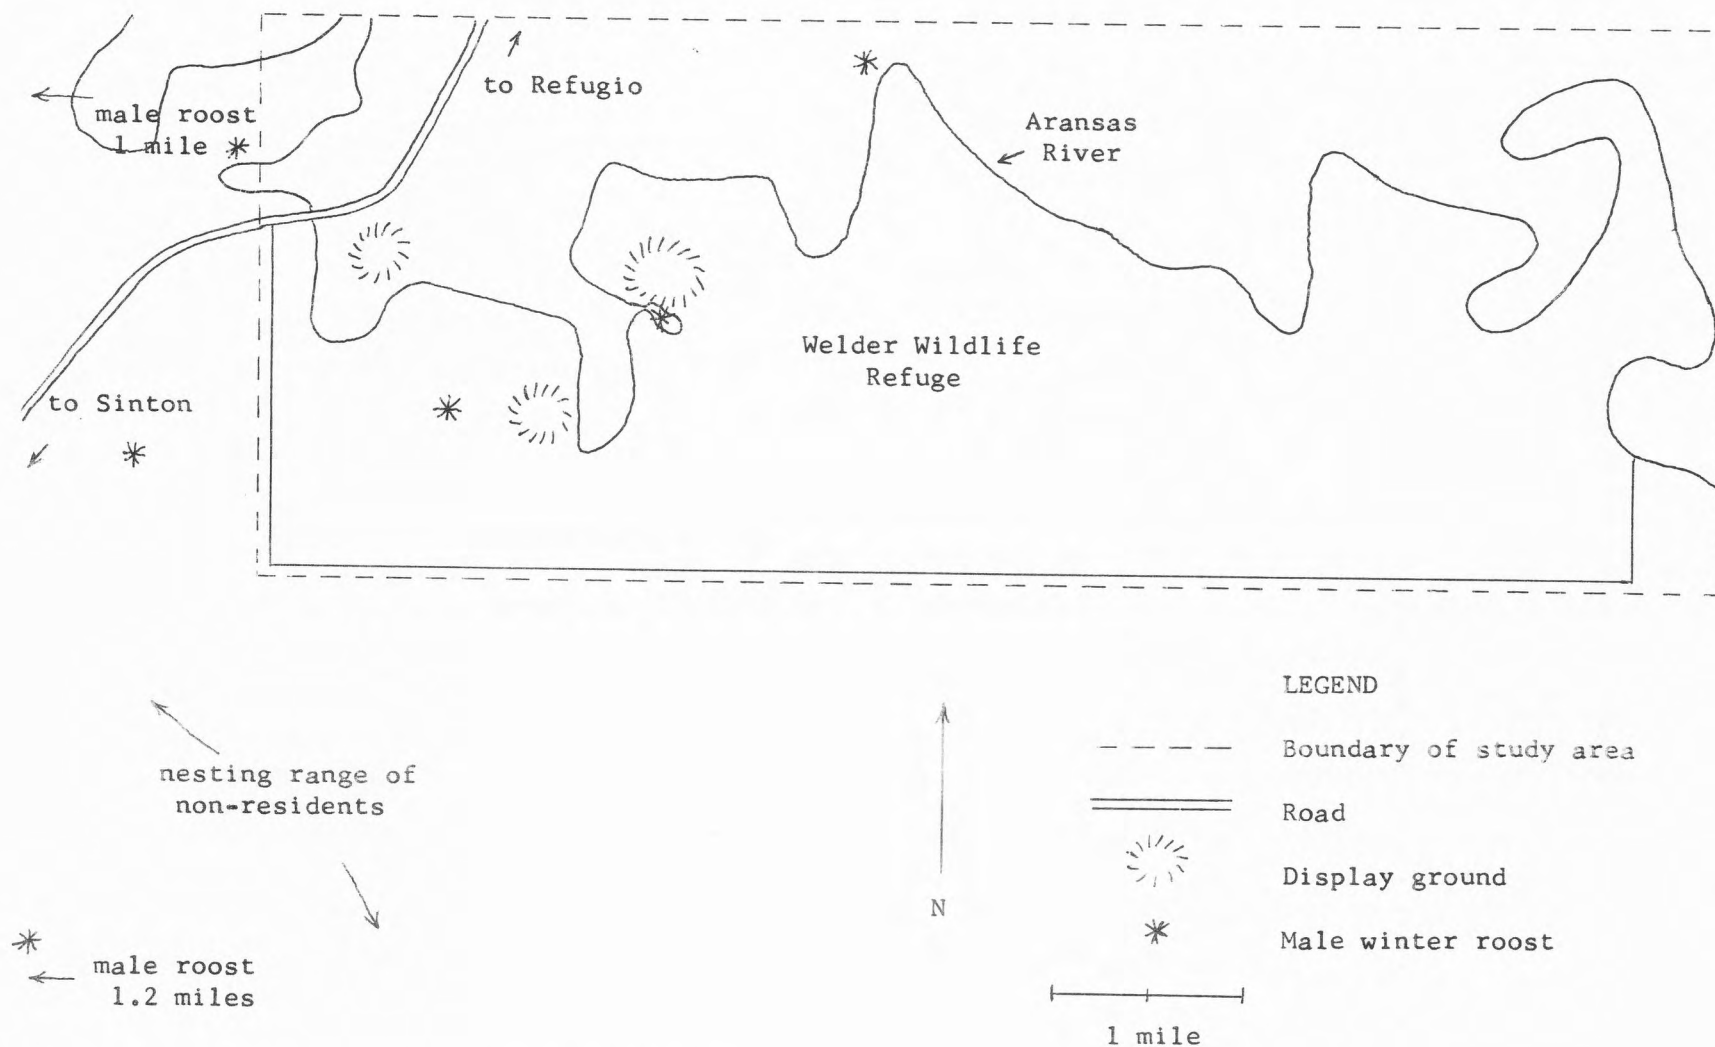 to Refugio
male roost
1 mile
Aransas
River
Welder Wildlife
Refuge
to Sinton
LEGEND
Boundary of study area
nesting range of
non-residents
Road
Display ground
N
Male winter roost
male roost
1.2 miles
1 mile